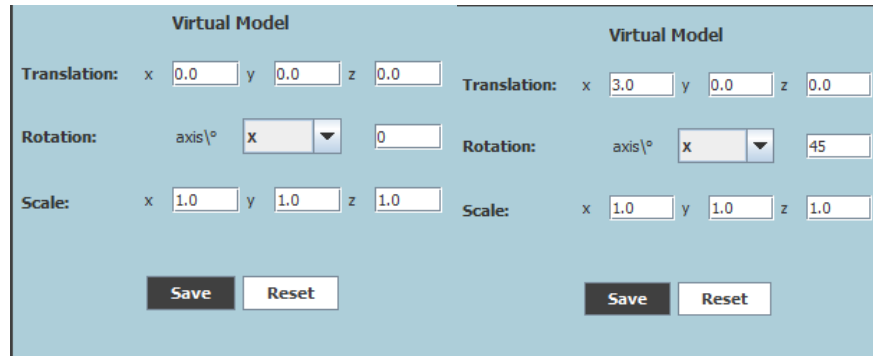 Virtual Model
Translation: x 0.0 y 0.0 z 0.0
Rotation: axis\° x 0
Scale: x 1.0 y 1.0 z 1.0
Save Reset
Virtual Model
Translation: x 3.0 y 0.0 z 0.0
Rotation: axis\° x 45
Scale: x 1.0 y 1.0 z 1.0
Save Reset